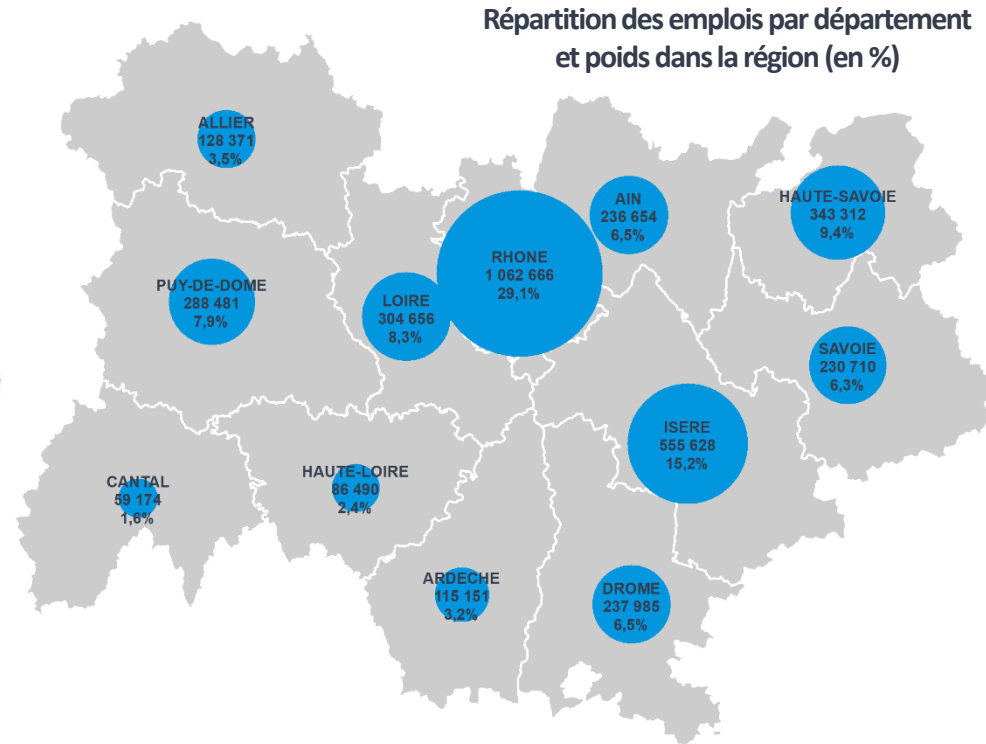 Répartition des emplois par département
et poids dans la région (en %)
ALLIER
128 371
3,5%
AIN
236 654
6,5%
HAUTE-SAVOIE
343 312
9,4%
RHONE
1 062 666
29,1%
PUY-DE-DOME
288 481
7,9%
LOIRE
304 656
8,3%
SAVOIE
230 710
6,3%
ISERE
555 628
15,2%
CANTAL
59 174
1,6%
HAUTE-LOIRE
86 490
2,4%
ARDECHE
115 151
3,2%
DROME
237 985
6,5%